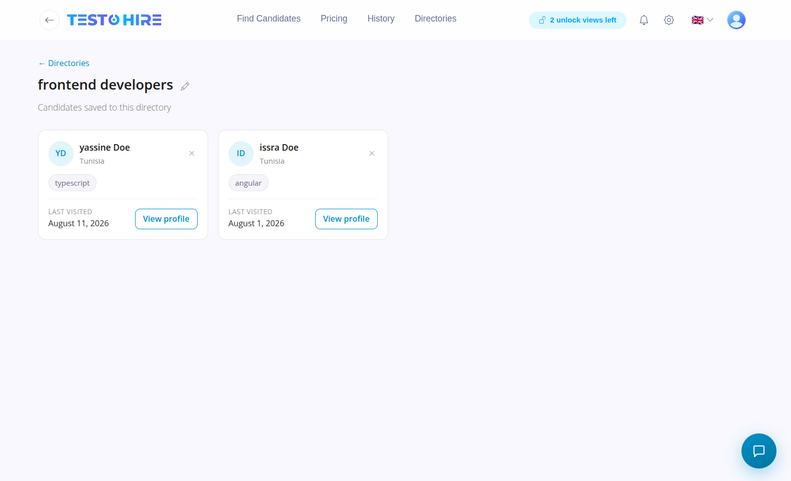 TESTOHIRE
Find Candidates Pricing History Directories
2 unlock views left
← Directories
frontend developers
Candidates saved to this directory
YD yassine Doe ×
Tunisia
typescript
LAST VISITED
August 11, 2026
View profile
ID issra Doe ×
Tunisia
angular
LAST VISITED
August 1, 2026
View profile